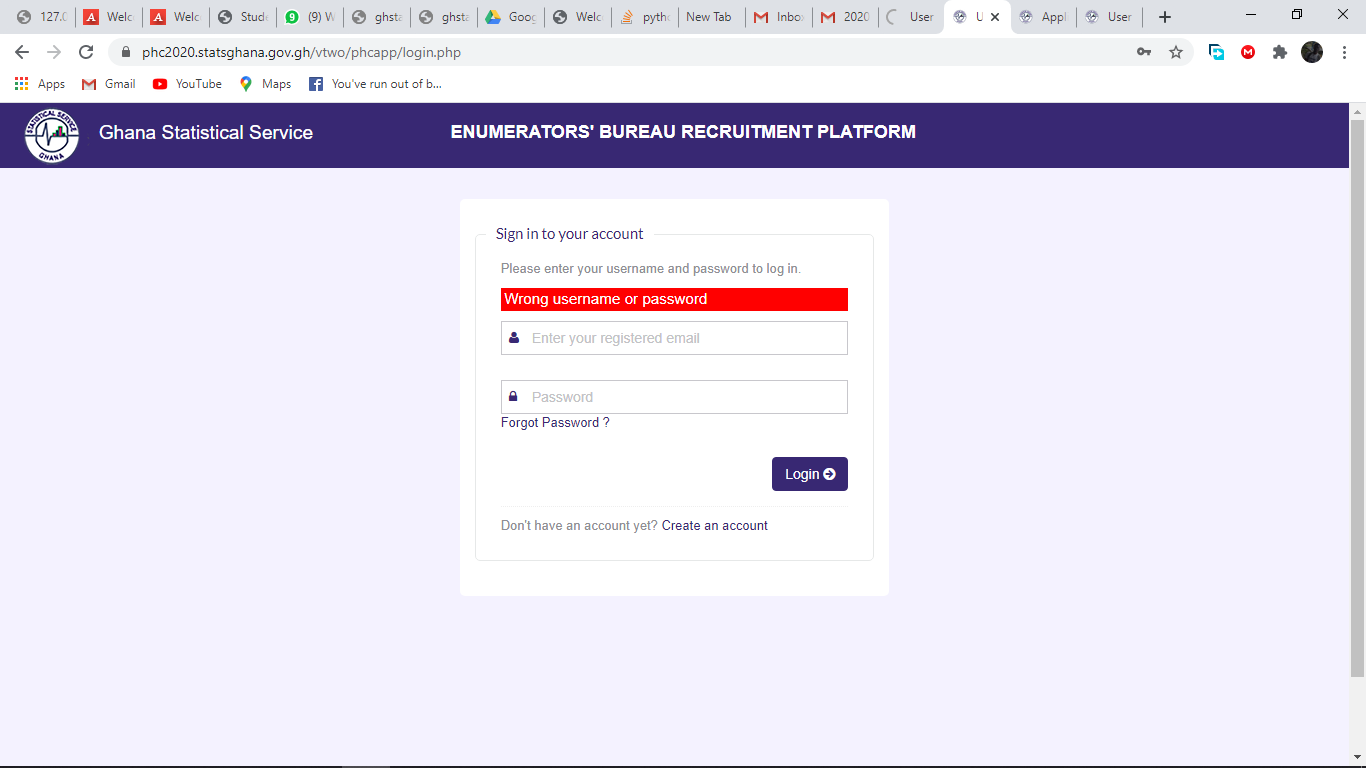 127.0
Welc
Welc
Stude
(9) W
ghsta
ghsta
Goog
Welc
pytho
New Tab
Inbo
2020
User
U
Appl
User
phc2020.statsghana.gov.gh/vtwo/phcapp/login.php
Apps
Gmail
YouTube
Maps
You've run out of b...
STATISTICAL SERVICE
GHANA
Ghana Statistical Service
ENUMERATORS' BUREAU RECRUITMENT PLATFORM
Sign in to your account
Please enter your username and password to log in.
Wrong username or password
Enter your registered email
Password
Forgot Password ?
Login
Don't have an account yet? Create an account